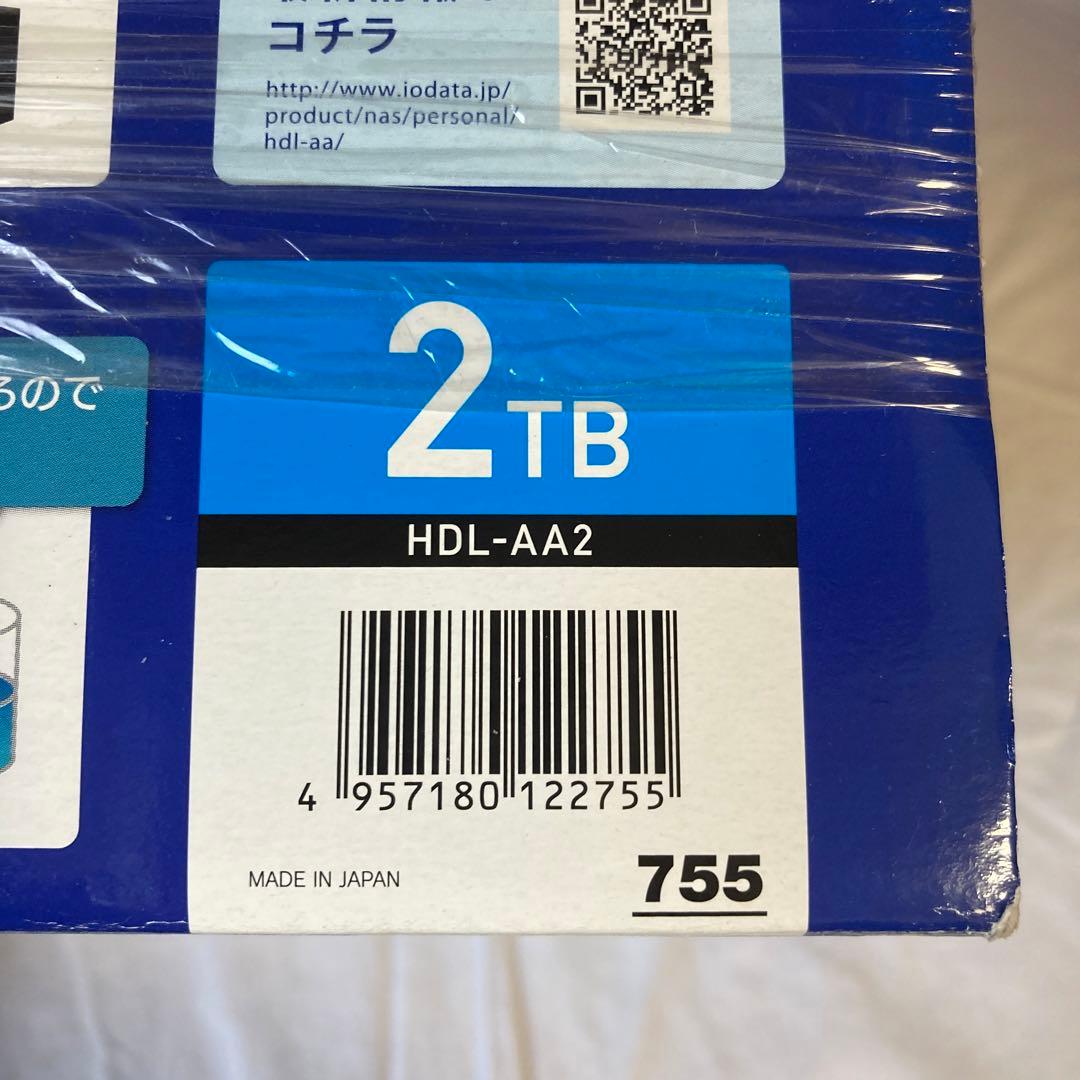 コチラ
http://www.iodata.jp/
product/nas/personal/
hdl-aa/
るので
2TB
HDL-AA2
4 957180 122755
MADE IN JAPAN
755